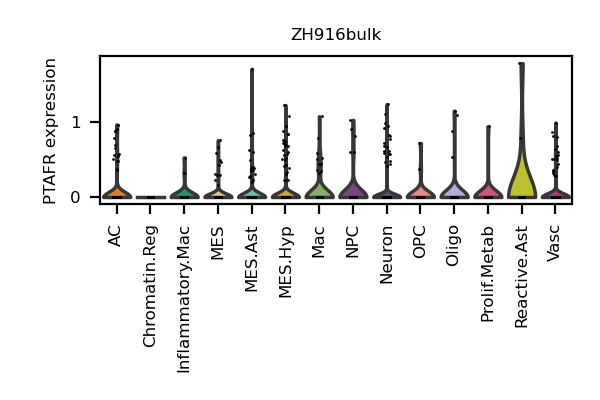 ZH916bulk
PTAFR expression
1
0
AC
Chromatin.Reg
Inflammatory.Mac
MES
MES.Ast
MES.Hyp
Mac
NPC
Neuron
OPC
Oligo
Prolif.Metab
Reactive.Ast
Vasc